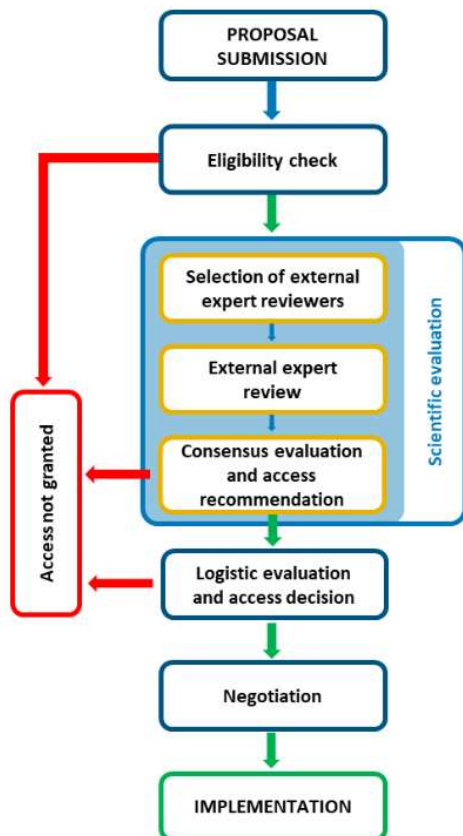 PROPOSAL
SUBMISSION
Eligibility check
Selection of external
expert reviewers
External expert
review
Consensus evaluation
and access
recommendation
Scientific evaluation
Access not granted
Logistic evaluation
and access decision
Negotiation
IMPLEMENTATION